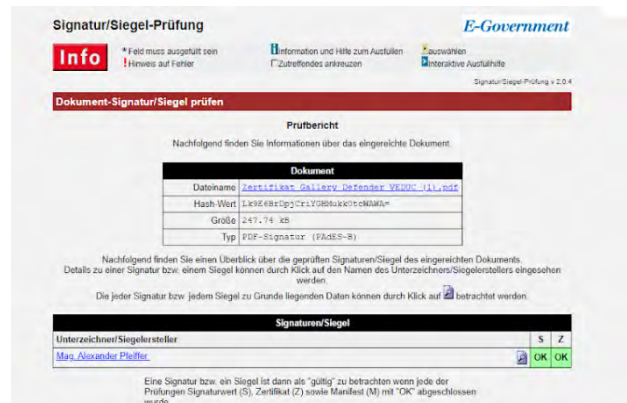 Signatur/Siegel-Prüfung
E-Government
Info
* Feld muss ausgefüllt sein
! Hinweis auf Fehler
Information und Hilfe zum Ausfüllen
Zutreffendes ankreuzen
auswählen
Interaktive Ausfüllhilfe
Signatur/Siegel-Prüfung v 2.0.4
Dokument-Signatur/Siegel prüfen
Prüfbericht
Nachfolgend finden Sie Informationen über das eingereichte Dokument.
Dokument
Dateiname Zertifikat Gallery Defender VEDUC (1).pdf
Hash-Wert
Größe 247.74 kB
Typ PDF-Signatur (PAdES-B)
Nachfolgend finden Sie einen Überblick über die geprüften Signaturen/Siegel des eingereichten Dokuments.
Details zu einer Signatur bzw. einem Siegel können durch Klick auf den Namen des Unterzeichners/Siegelerstellers eingesehen
werden.
Die jeder Signatur bzw. jedem Siegel zu Grunde liegenden Daten können durch Klick auf betrachtet werden.
Signaturen/Siegel
Unterzeichner/Siegelersteller S Z
Mag. Alexander Pfeiffer OK OK
Eine Signatur bzw. ein Siegel ist dann als "gültig" zu betrachten wenn jede der
Prüfungen Signaturwert (S), Zertifikat (Z) sowie Manifest (M) mit "OK" abgeschlossen
wurde.